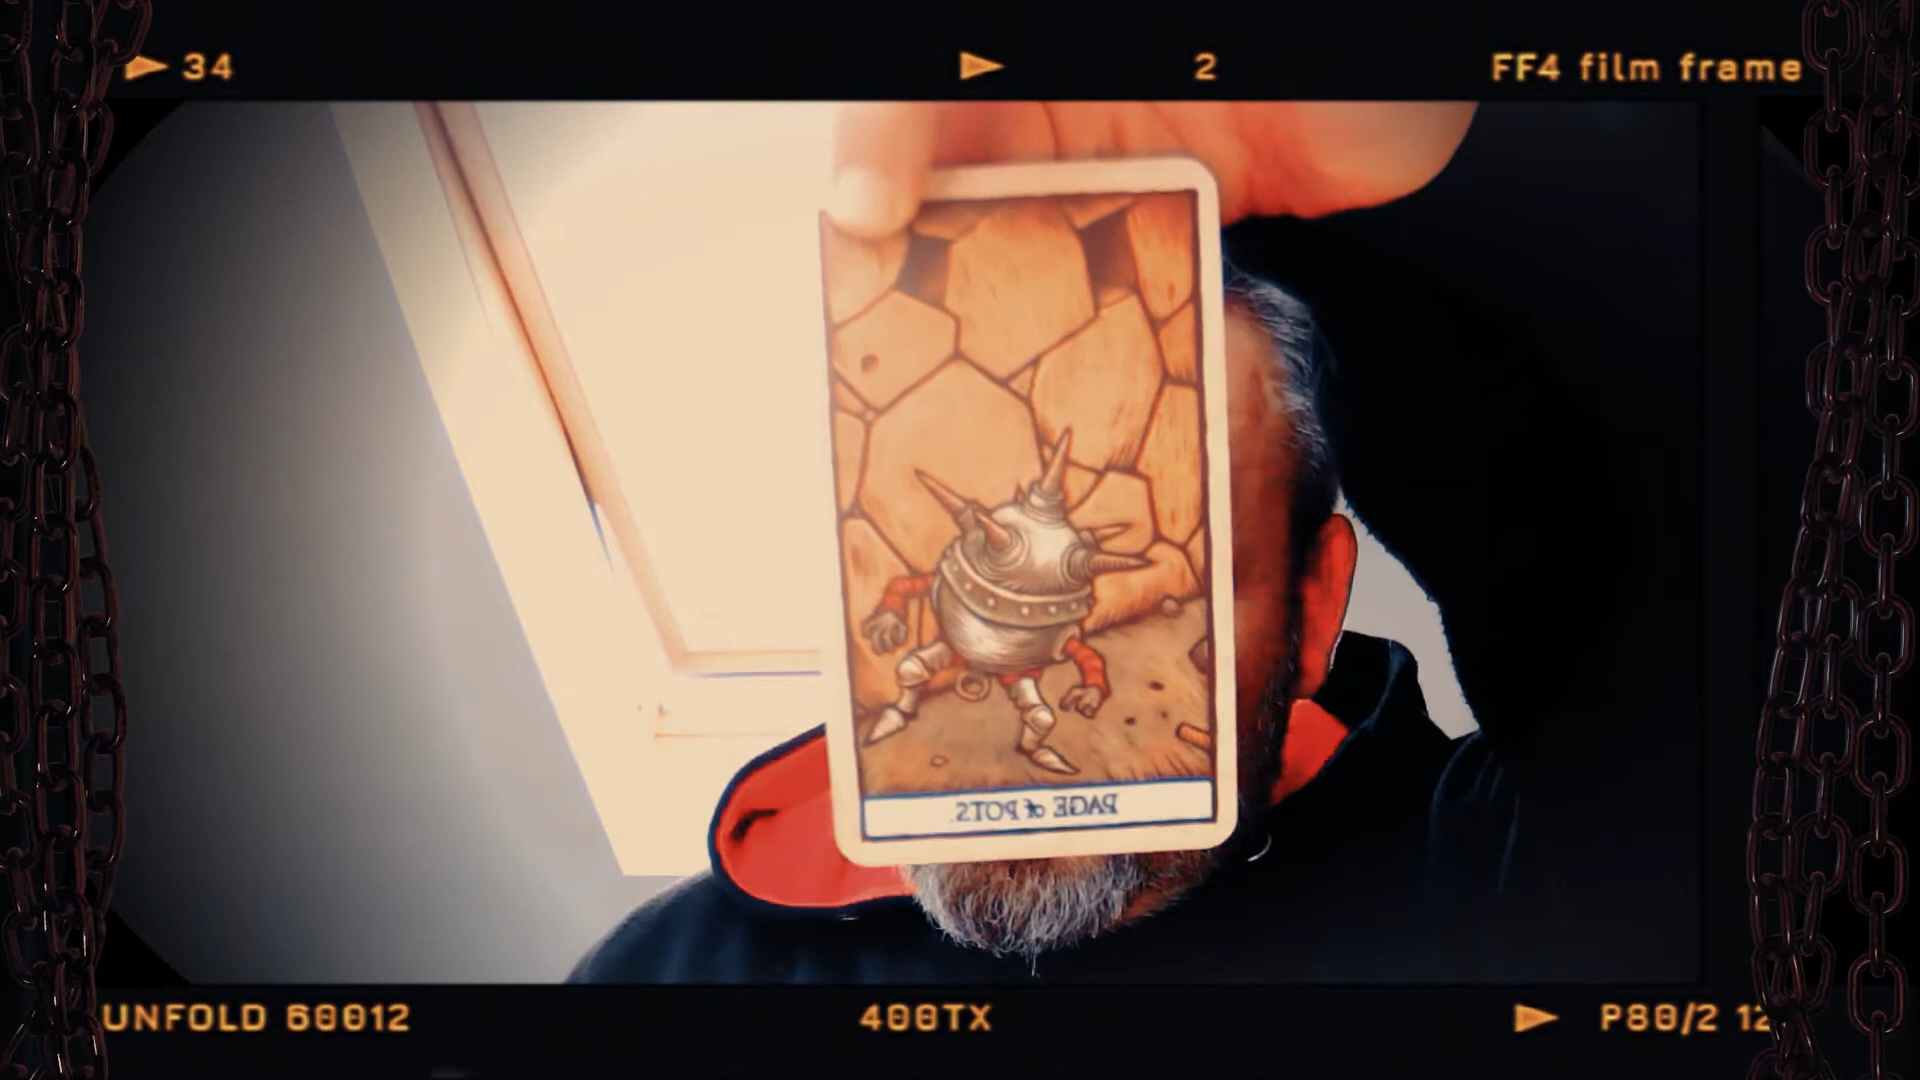 34
2
FF4 film frame
PAGE of POTS.
UNFOLD 60012
400TX
P80/2 12